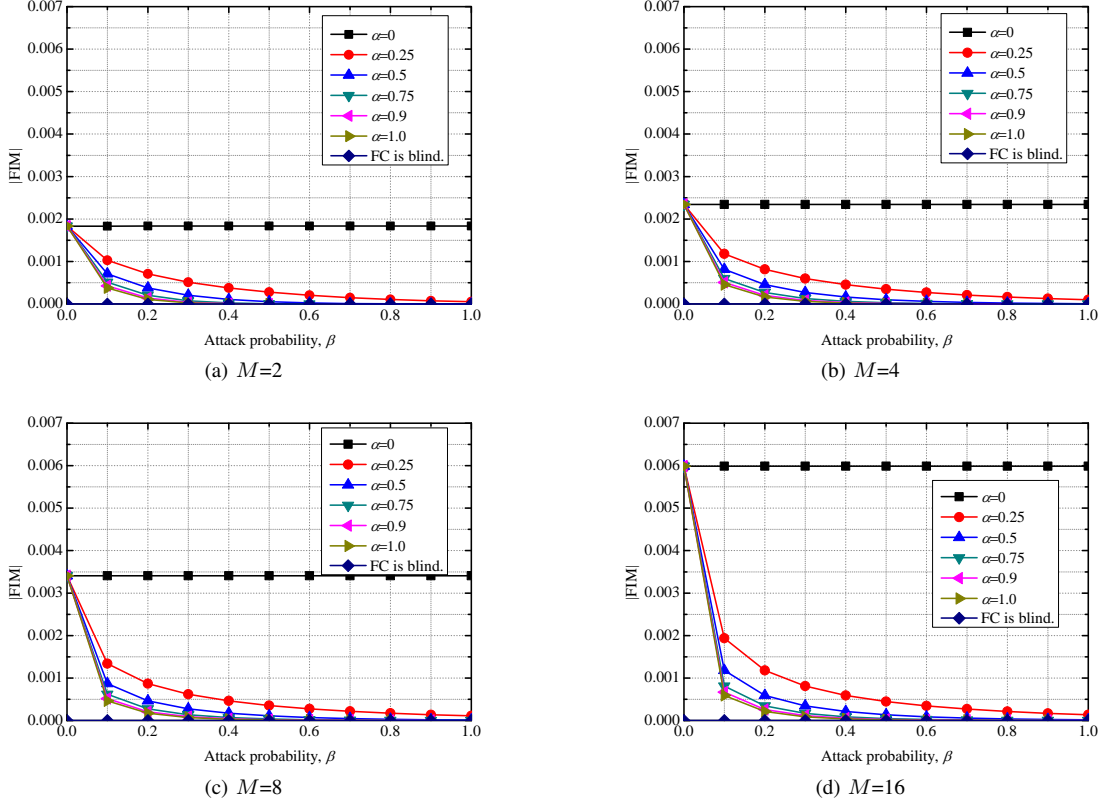 0.007
0.006
0.005
0.004
0.003
0.002
0.001
0.000
|FIM|
α=0
α=0.25
α=0.5
α=0.75
α=0.9
α=1.0
FC is blind.
0.0 0.2 0.4 0.6 0.8 1.0
Attack probability, β
(a) M=2
0.007
0.006
0.005
0.004
0.003
0.002
0.001
0.000
|FIM|
α=0
α=0.25
α=0.5
α=0.75
α=0.9
α=1.0
FC is blind.
0.0 0.2 0.4 0.6 0.8 1.0
Attack probability, β
(b) M=4
0.007
0.006
0.005
0.004
0.003
0.002
0.001
0.000
|FIM|
α=0
α=0.25
α=0.5
α=0.75
α=0.9
α=1.0
FC is blind.
0.0 0.2 0.4 0.6 0.8 1.0
Attack probability, β
(c) M=8
0.007
0.006
0.005
0.004
0.003
0.002
0.001
0.000
|FIM|
α=0
α=0.25
α=0.5
α=0.75
α=0.9
α=1.0
FC is blind.
0.0 0.2 0.4 0.6 0.8 1.0
Attack probability, β
(d) M=16